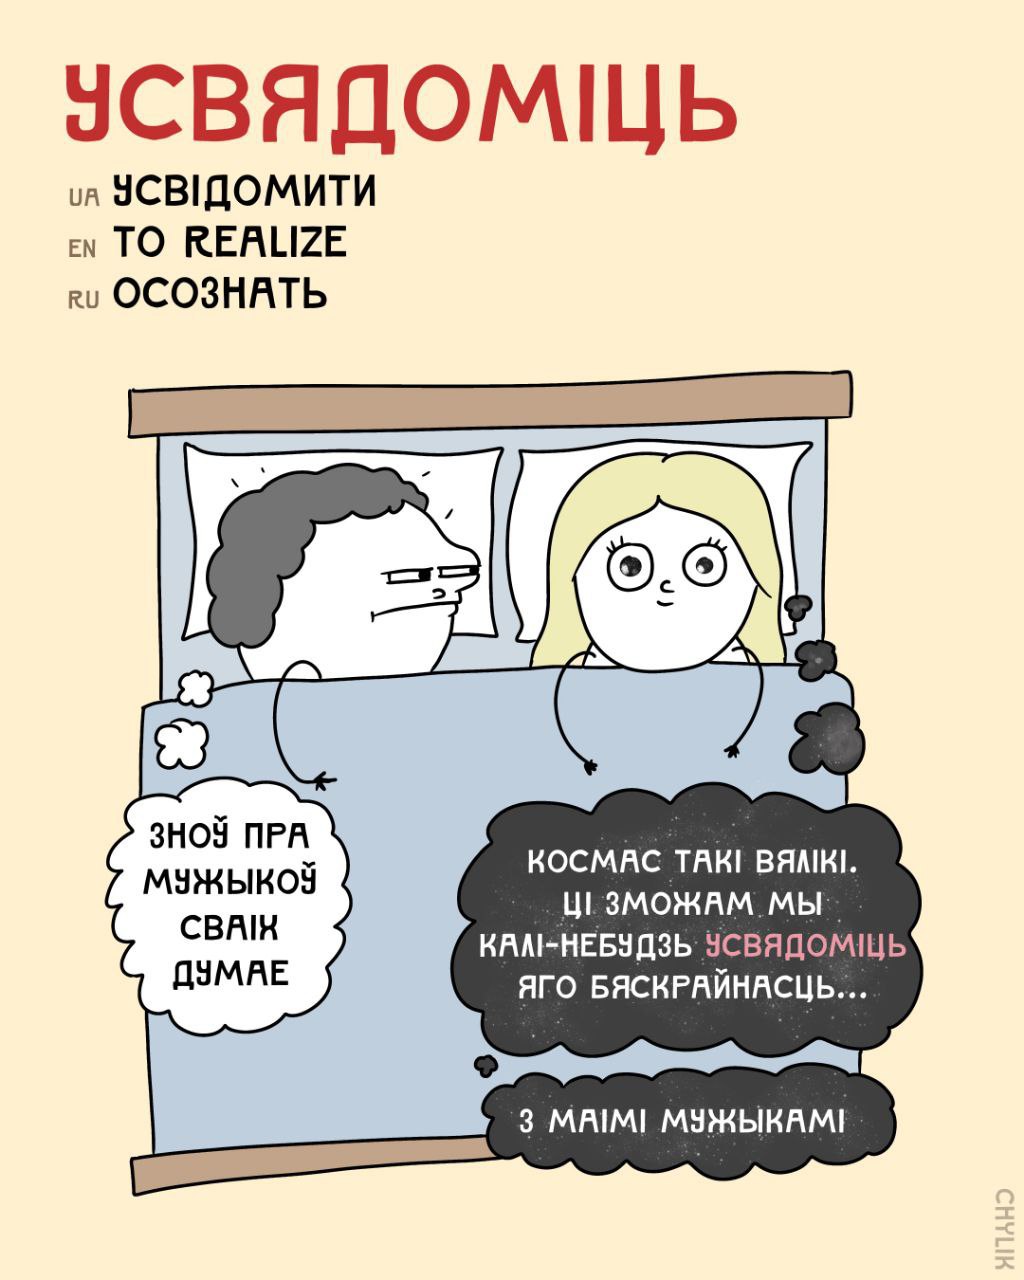 УСВЯДОМІЦЬ
UA УСВІДОМИТИ
EN TO REALIZE
RU ОСОЗНАТЬ
ЗНОЎ ПРА
МУЖЫКОЎ
СВАІХ
ДУМАЕ
КОСМАС ТАКІ ВЯЛІКІ.
ЦІ ЗМОЖАМ МЫ
КАЛІ-НЕБУДЗЬ УСВЯДОМІЦЬ
ЯГО БЯСКРАЙНАСЦЬ...
З МАІМІ МУЖЫКАМІ
CHYLIK